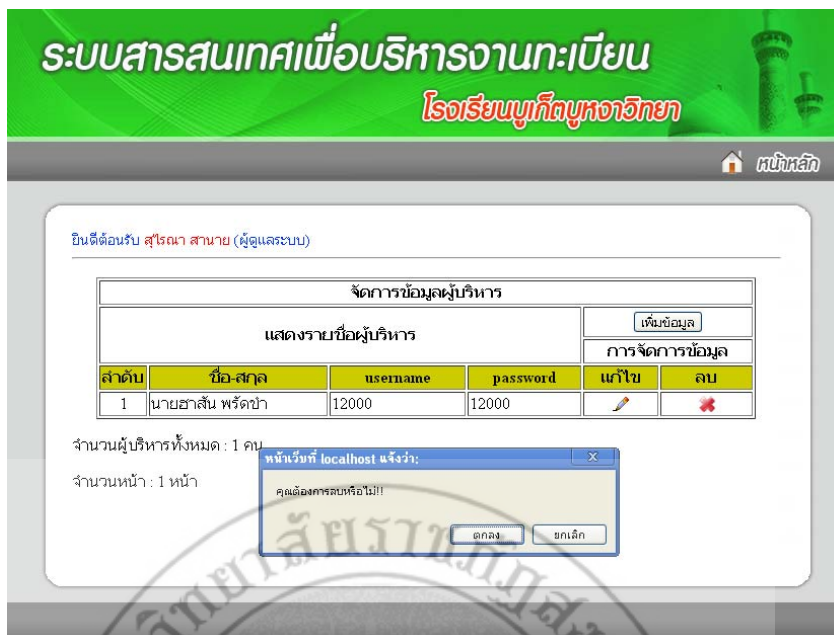 ระบบสารสนเทศเพื่อบริหารงานทะเบียน
โรงเรียนบูเก็ตบูหงาวิทยา
หน้าหลัก
ยินดีต้อนรับ สุไรณา สานาย (ผู้ดูแลระบบ)
จัดการข้อมูลผู้บริหาร
แสดงรายชื่อผู้บริหาร
เพิ่มข้อมูล
การจัดการข้อมูล
ลำดับ ชื่อ-สกุล username password แก้ไข ลบ
1 นายฮาสัน พรัดขำ 12000 12000
จำนวนผู้บริหารทั้งหมด : 1 คน
จำนวนหน้า : 1 หน้า
หน้าเว็บที่ localhost แจ้งว่า:
คุณต้องการลบหรือไม่!!
ตกลง ยกเลิก